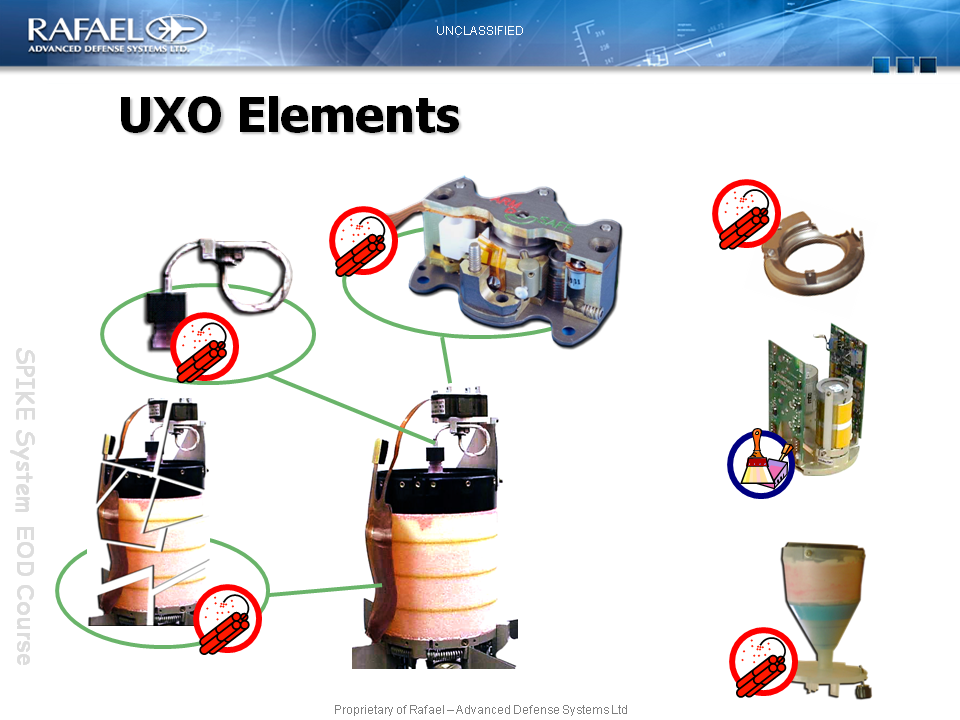 RAFAEL
ADVANCED DEFENSE SYSTEMS LTD.
UNCLASSIFIED
UXO Elements
SAFE
SPIKE System EOD Course
Proprietary of Rafael – Advanced Defense Systems Ltd